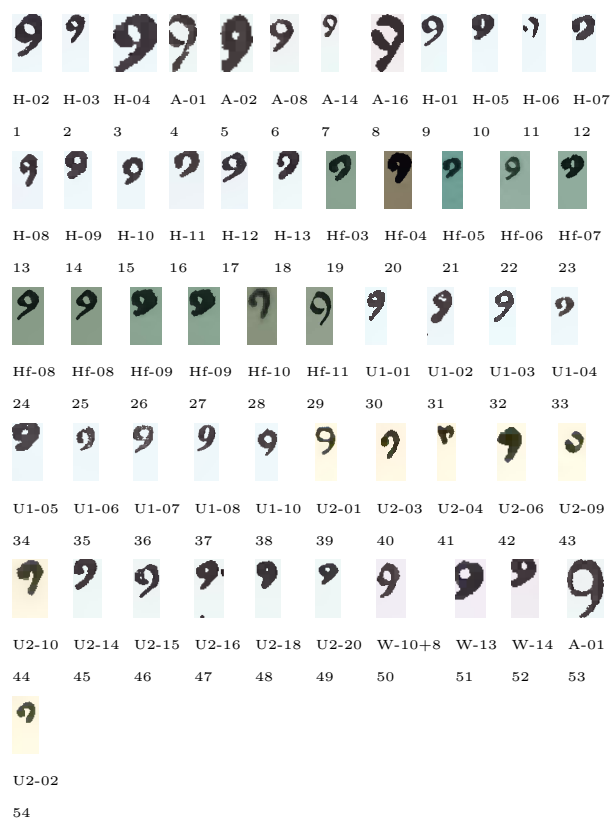 H-02 H-03 H-04 A-01 A-02 A-08 A-14 A-16 H-01 H-05 H-06 H-07
1 2 3 4 5 6 7 8 9 10 11 12
H-08 H-09 H-10 H-11 H-12 H-13 Hf-03 Hf-04 Hf-05 Hf-06 Hf-07
13 14 15 16 17 18 19 20 21 22 23
Hf-08 Hf-08 Hf-09 Hf-09 Hf-10 Hf-11 U1-01 U1-02 U1-03 U1-04
24 25 26 27 28 29 30 31 32 33
U1-05 U1-06 U1-07 U1-08 U1-10 U2-01 U2-03 U2-04 U2-06 U2-09
34 35 36 37 38 39 40 41 42 43
U2-10 U2-14 U2-15 U2-16 U2-18 U2-20 W-10+8 W-13 W-14 A-01
44 45 46 47 48 49 50 51 52 53
U2-02
54